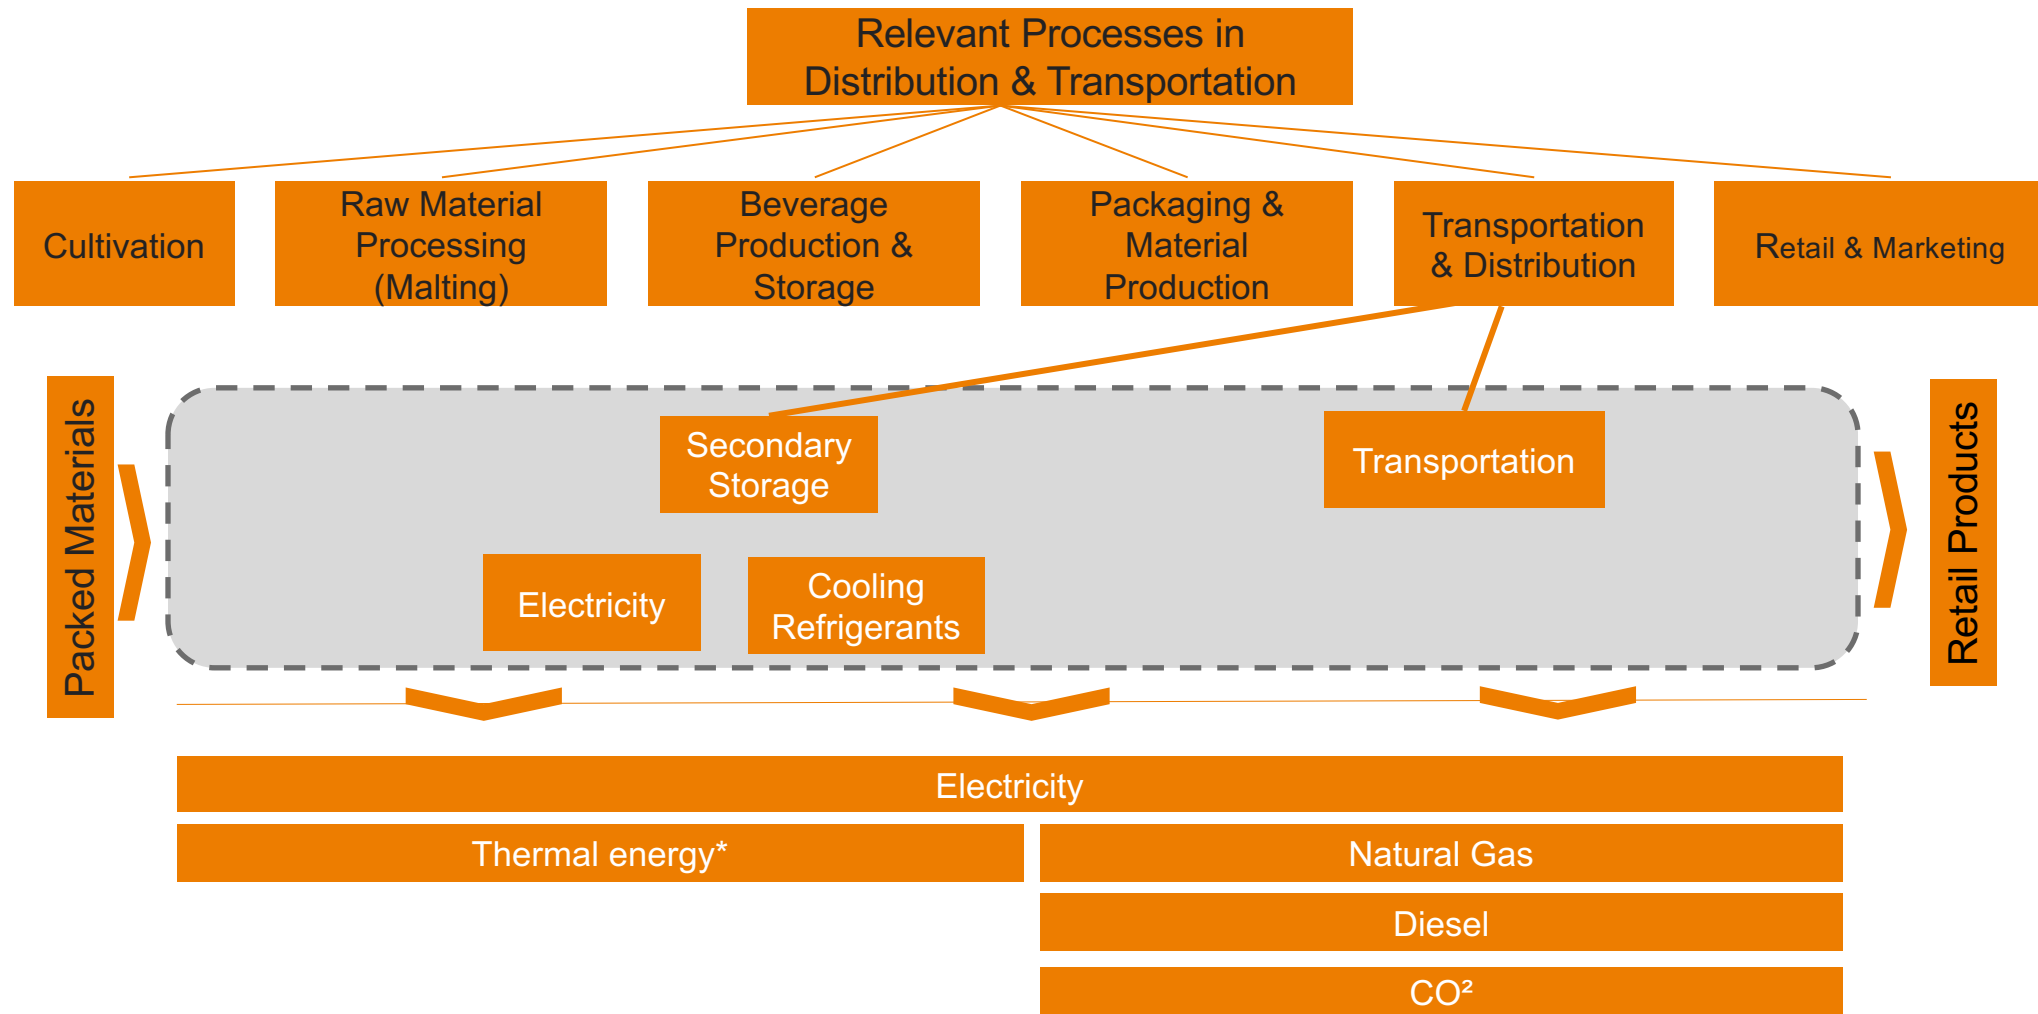 Relevant Processes in
Distribution & Transportation
Cultivation
Raw Material
Processing
(Malting)
Beverage
Production &
Storage
Packaging &
Material
Production
Transportation
& Distribution
Retail & Marketing
Packed Materials
Secondary
Storage
Transportation
Electricity
Cooling
Refrigerants
Retail Products
Electricity
Thermal energy*
Natural Gas
Diesel
CO²